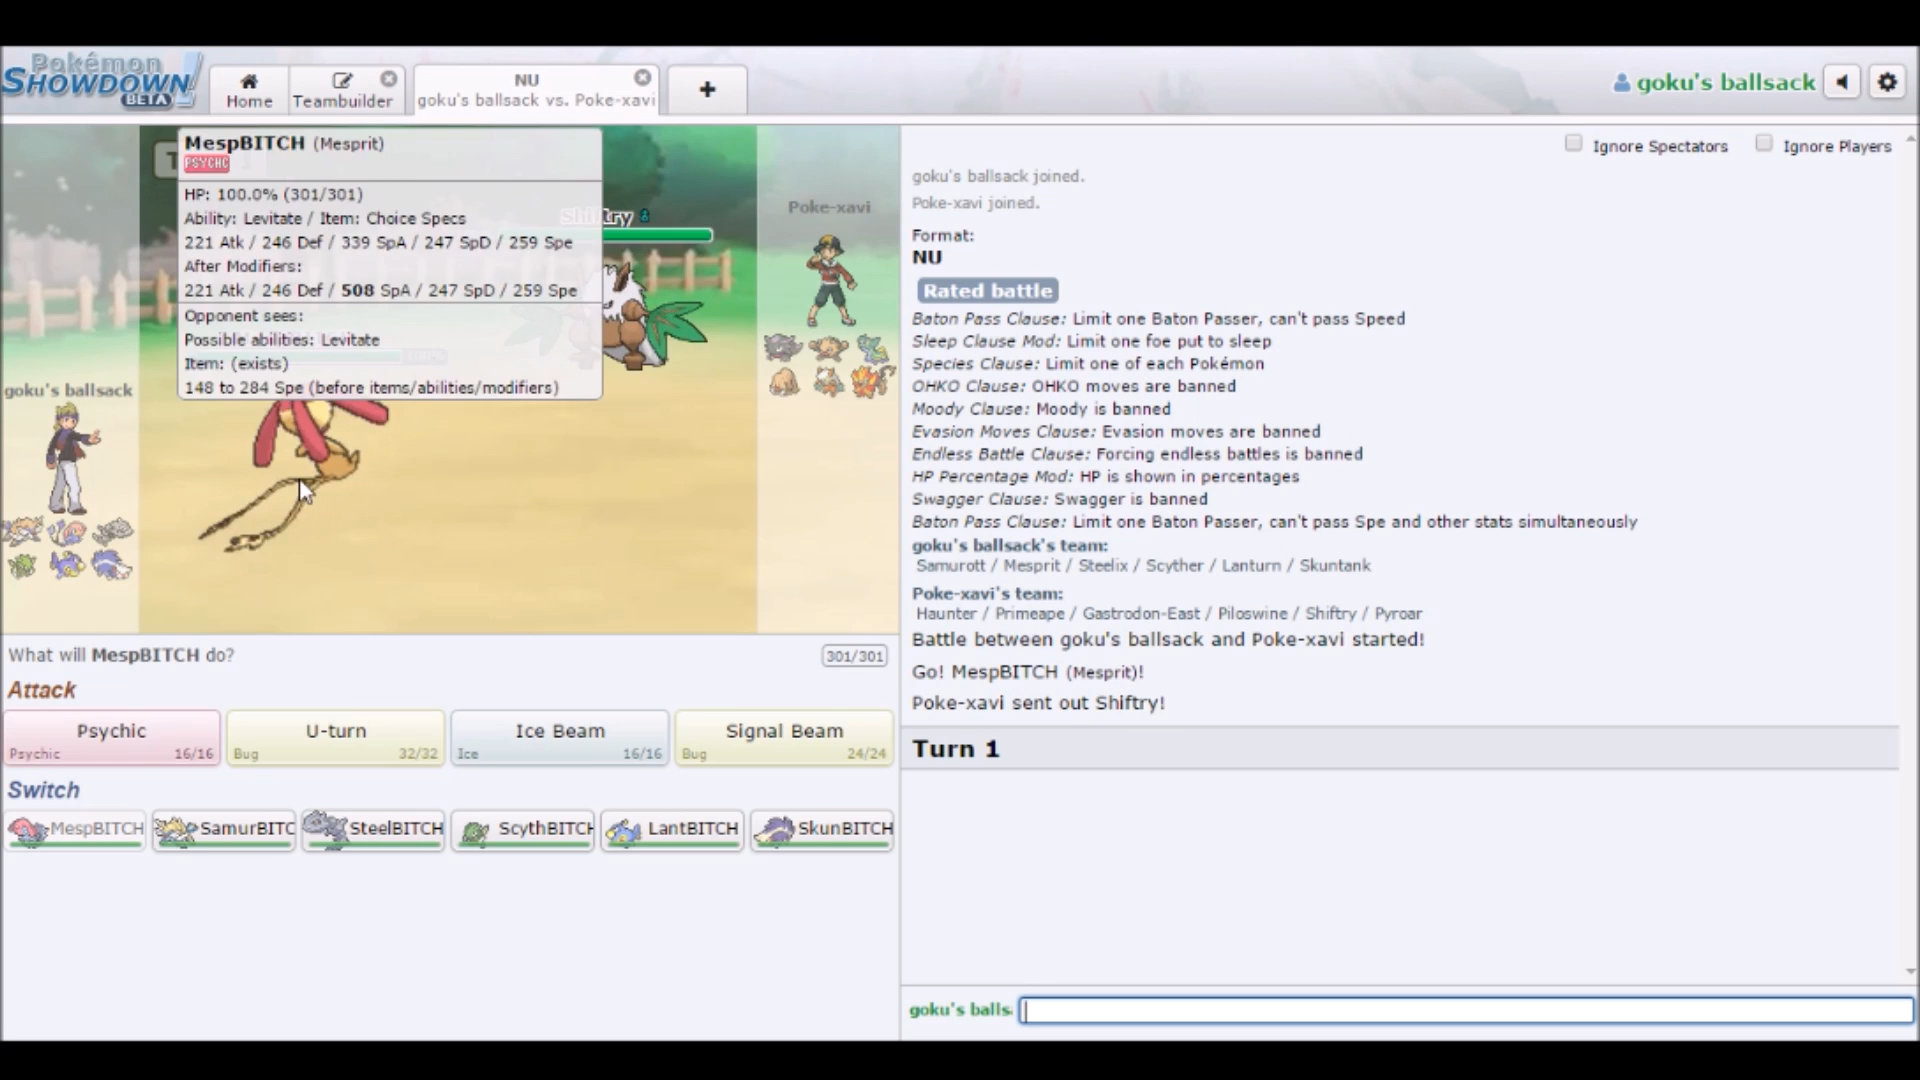 Pokémon
SHOWDOWN!
BETA
Home
Teambuilder
NU
goku's ballsack vs. Poke-xavi
+
goku's ballsack
MespBITCH (Mesprit)
PSYCHC
HP: 100.0% (301/301)
Ability: Levitate / Item: Choice Specs
221 Atk / 246 Def / 339 SpA / 247 SpD / 259 Spe
After Modifiers:
221 Atk / 246 Def / 508 SpA / 247 SpD / 259 Spe
Opponent sees:
Possible abilities: Levitate
Item: (exists)
148 to 284 Spe (before items/abilities/modifiers)
Shiftry
Poke-xavi
goku's ballsack
What will MespBITCH do?
301/301
Attack
Psychic
Psychic 16/16
U-turn
Bug 32/32
Ice Beam
Ice 16/16
Signal Beam
Bug 24/24
Switch
MespBITCH
SamurBITC
SteelBITCH
ScythBITCH
LantBITCH
SkunBITCH
Ignore Spectators
Ignore Players
goku's ballsack joined.
Poke-xavi joined.
Format:
NU
Rated battle
Baton Pass Clause: Limit one Baton Passer, can't pass Speed
Sleep Clause Mod: Limit one foe put to sleep
Species Clause: Limit one of each Pokémon
OHKO Clause: OHKO moves are banned
Moody Clause: Moody is banned
Evasion Moves Clause: Evasion moves are banned
Endless Battle Clause: Forcing endless battles is banned
HP Percentage Mod: HP is shown in percentages
Swagger Clause: Swagger is banned
Baton Pass Clause: Limit one Baton Passer, can't pass Spe and other stats simultaneously
goku's ballsack's team:
Samurott / Mesprit / Steelix / Scyther / Lanturn / Skuntank
Poke-xavi's team:
Haunter / Primeape / Gastrodon-East / Piloswine / Shiftry / Pyroar
Battle between goku's ballsack and Poke-xavi started!
Go! MespBITCH (Mesprit)!
Poke-xavi sent out Shiftry!
Turn 1
goku's balls